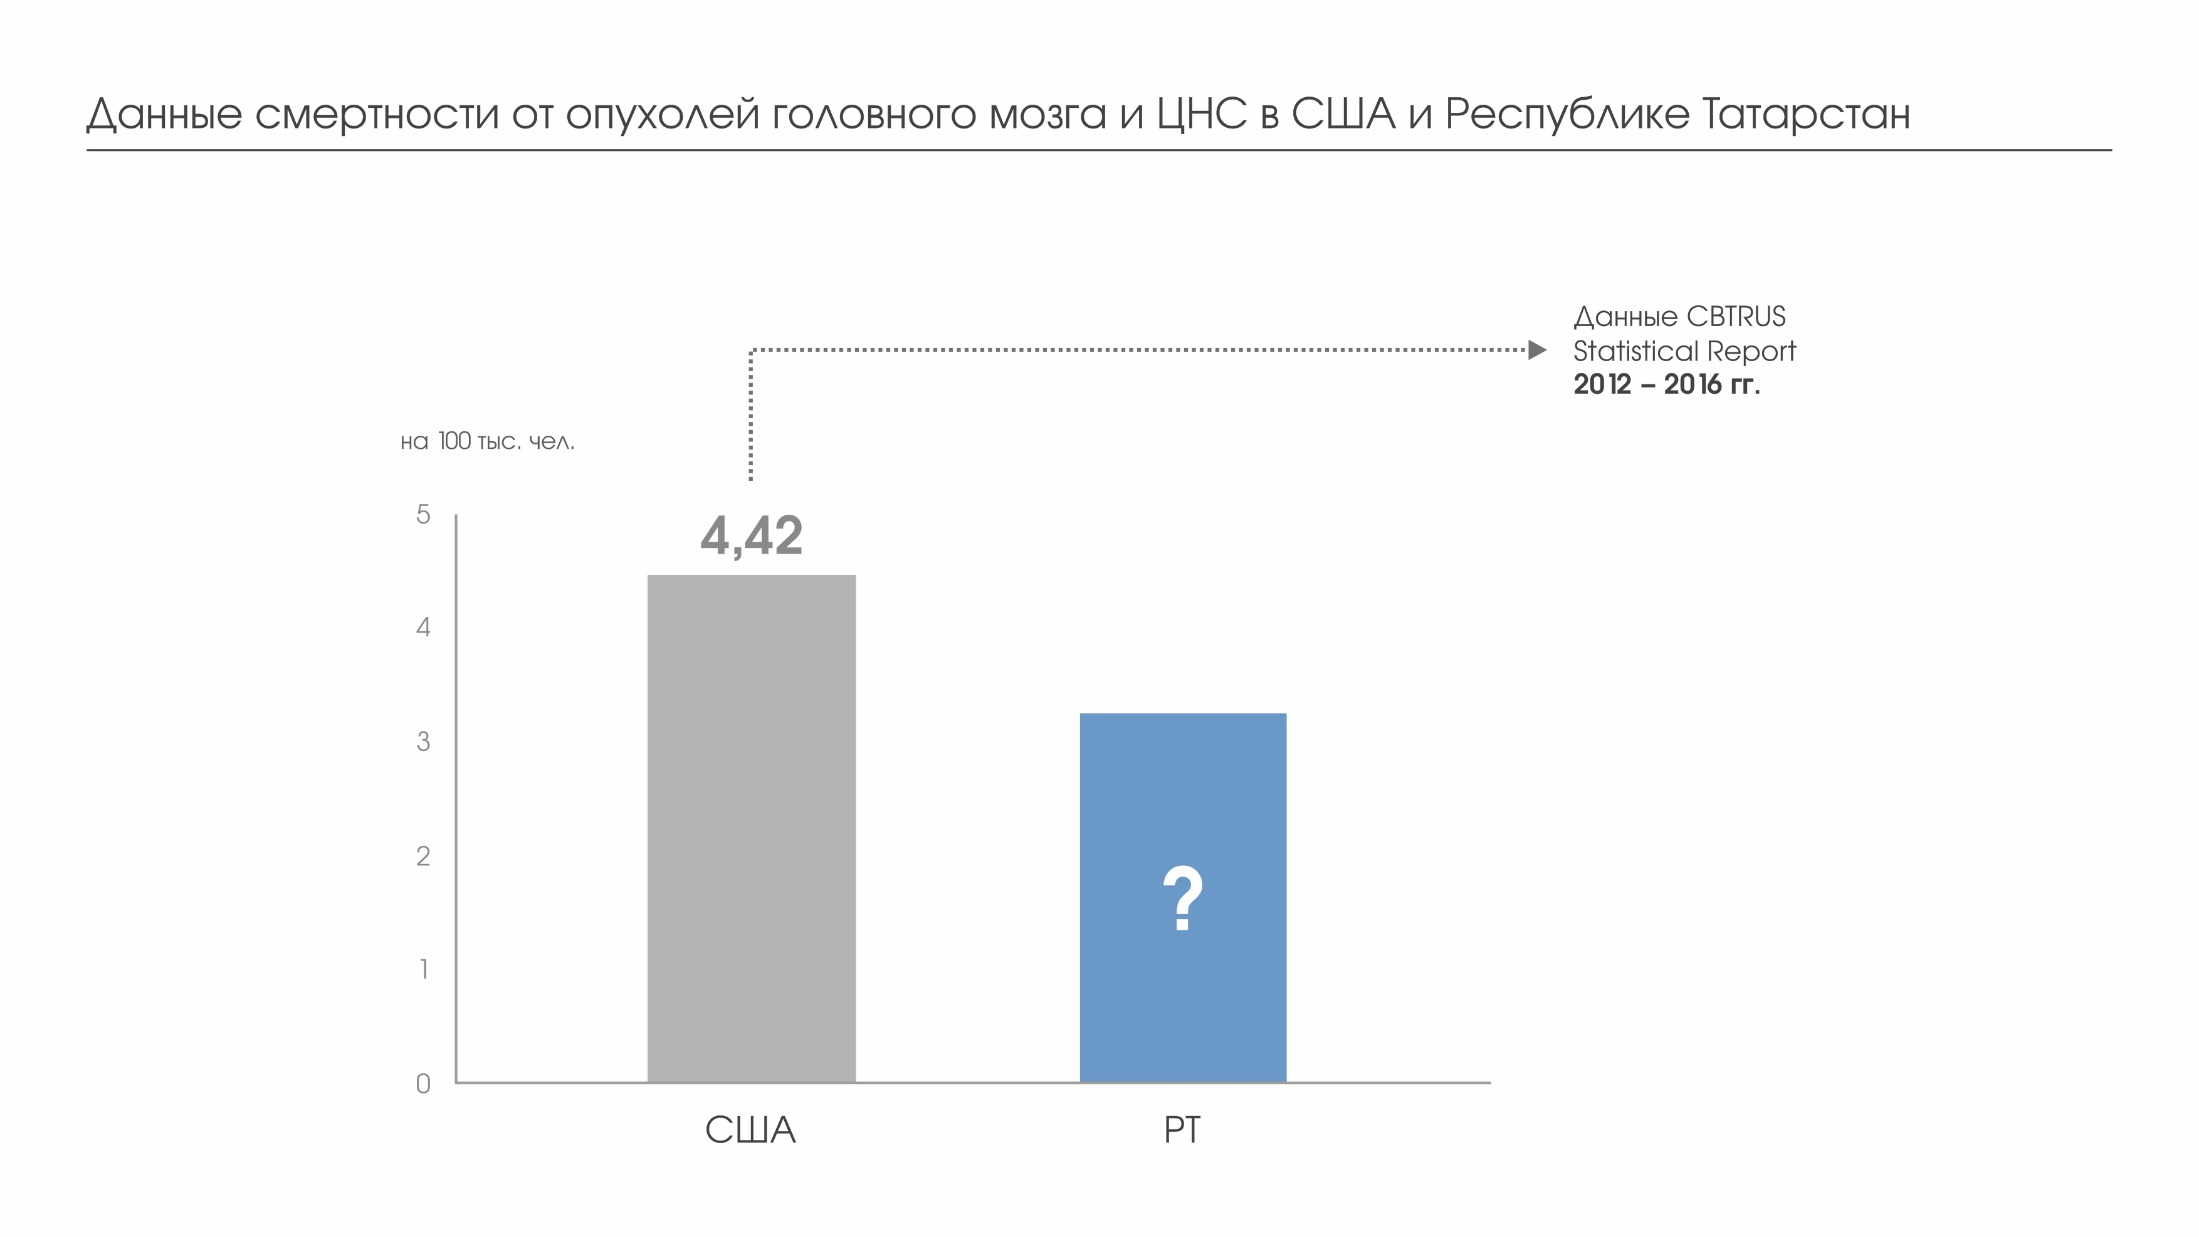 Данные смертности от опухолей головного мозга и ЦНС в США и Республике Татарстан
Данные CBTRUS
Statistical Report
2012 – 2016 гг.
на 100 тыс. чел.
5
4,42
4
3
2
?
1
0
США
РТ